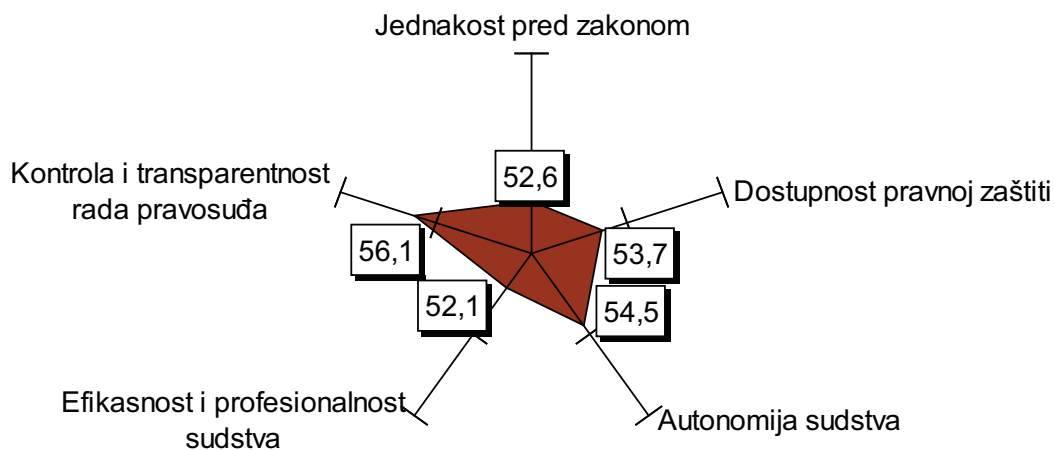 Jednakost pred zakonom
Kontrola i transparentnost
rada pravosuđa
52,6
Dostupnost pravnoj zaštiti
56,1
53,7
52,1
54,5
Efikasnost i profesionalnost
sudstva
Autonomija sudstva